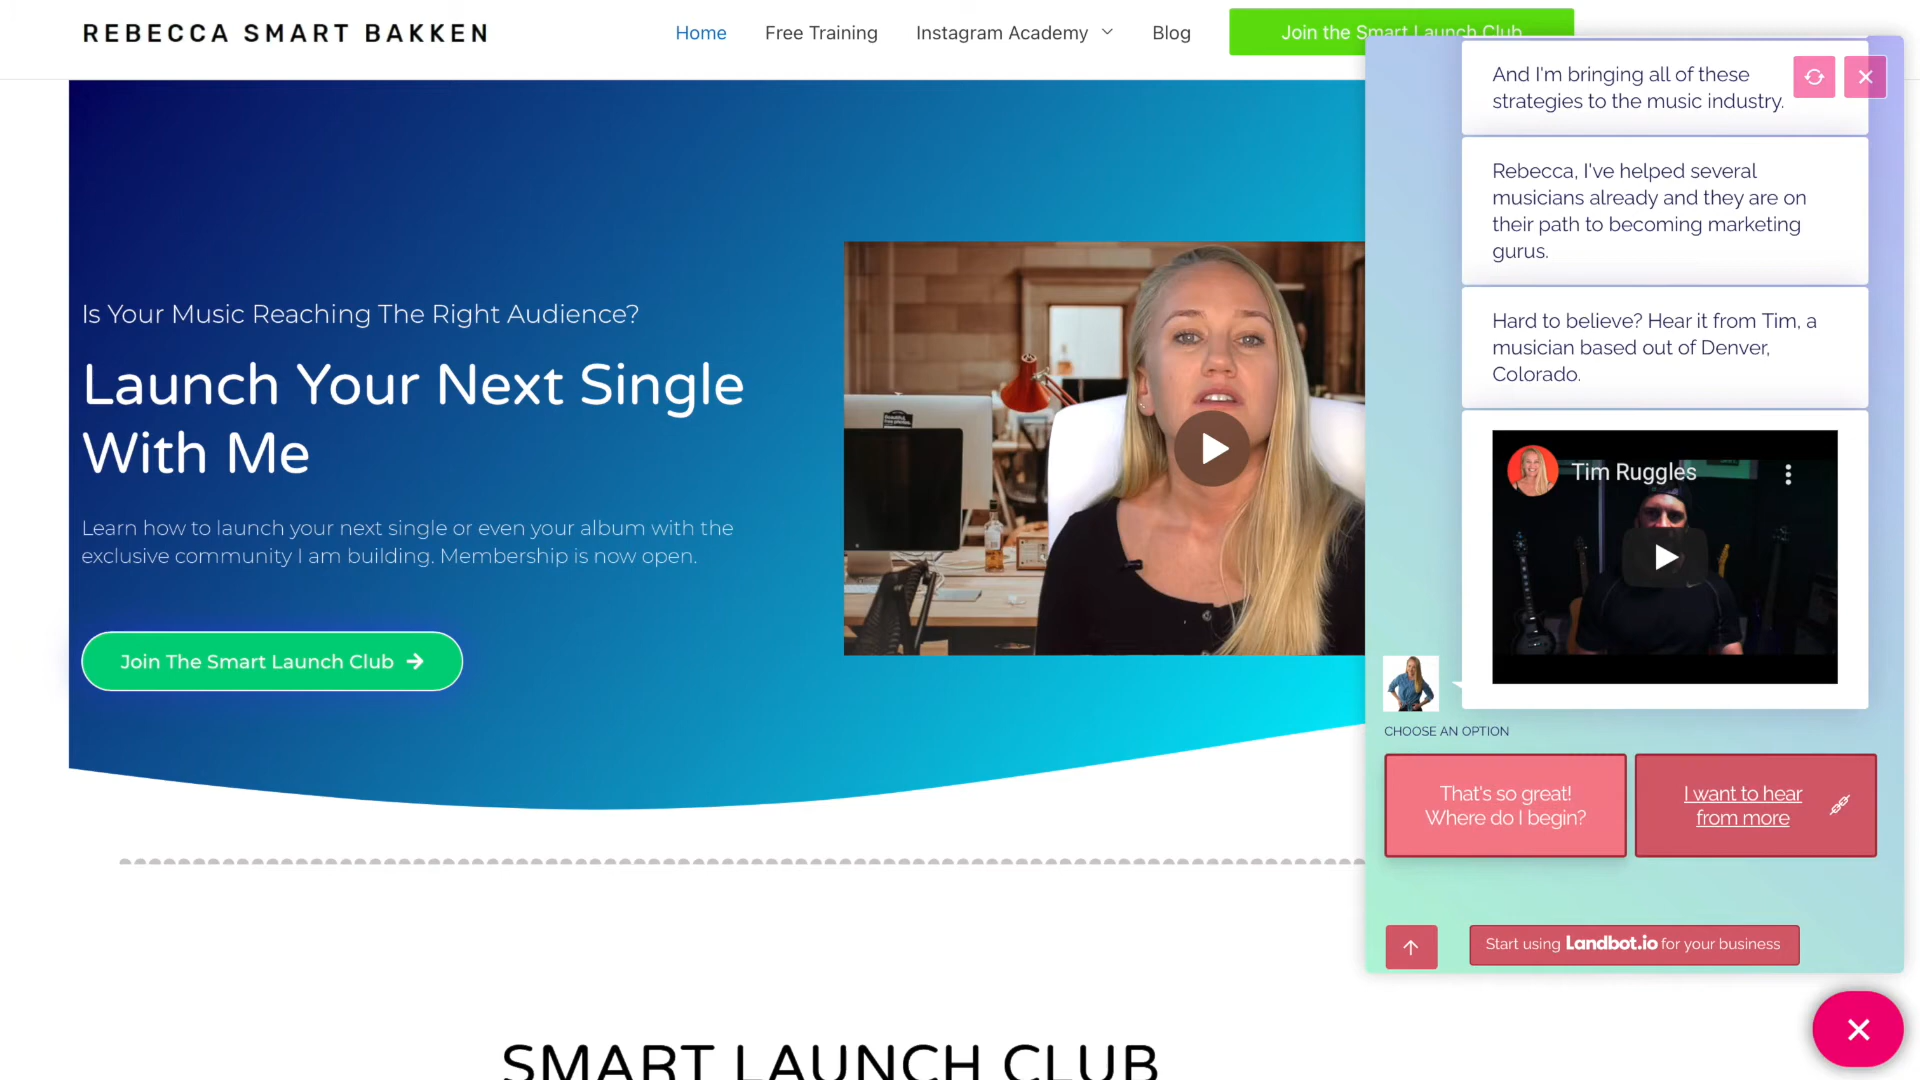 REBECCA SMART BAKKEN
Home
Free Training
Instagram Academy
Blog
Join the Smart Launch Club
Is Your Music Reaching The Right Audience?
Launch Your Next Single
With Me
Learn how to launch your next single or even your album with the
exclusive community I am building. Membership is now open.
Join The Smart Launch Club
SMART LAUNCH CLUB
And I'm bringing all of these
strategies to the music industry.
Rebecca, I've helped several
musicians already and they are on
their path to becoming marketing
gurus.
Hard to believe? Hear it from Tim, a
musician based out of Denver,
Colorado.
Tim Ruggles
CHOOSE AN OPTION
That's so great!
Where do I begin?
I want to hear
from more
Start using Landbot.io for your business